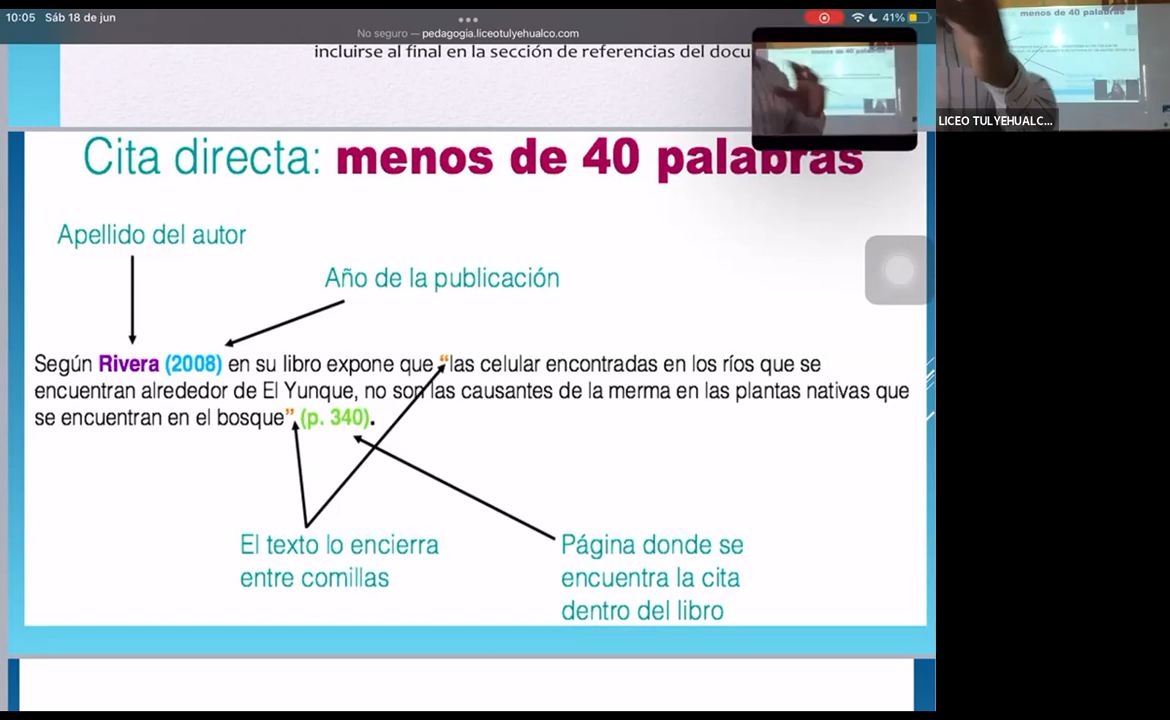 10:05 Sáb 18 de jun
41%
No seguro — pedagogia.liceotulyehualco.com
incluirse al final en la sección de referencias del docu
menos de 40 palabras
LICEO TULYEHUALC...
Cita directa: menos de 40 palabras
Apellido del autor
Año de la publicación
Según Rivera (2008) en su libro expone que “las celular encontradas en los ríos que se
encuentran alrededor de El Yunque, no son las causantes de la merma en las plantas nativas que
se encuentran en el bosque” (p. 340).
El texto lo encierra
entre comillas
Página donde se
encuentra la cita
dentro del libro